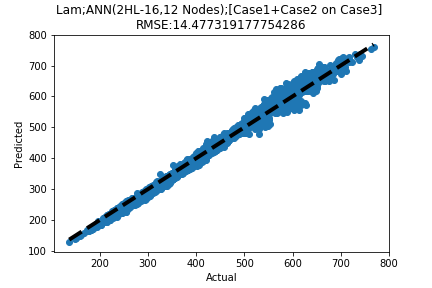 Lam;ANN(2HL-16,12 Nodes);[Case1+Case2 on Case3]
RMSE:14.477319177754286
800
700
600
500
400
300
200
100
Predicted
200 300 400 500 600 700 800
Actual